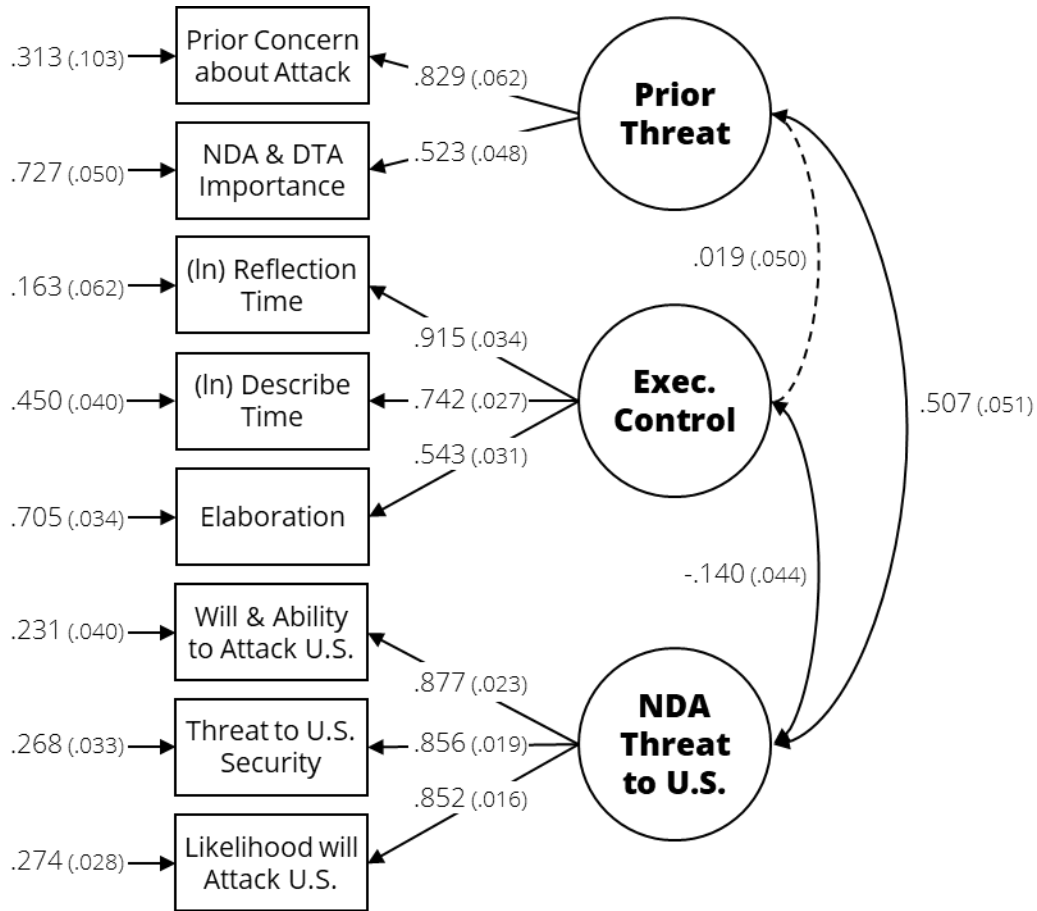 .313 (.103)
Prior Concern
about Attack
.829 (.062)
Prior
Threat
.727 (.050)
NDA & DTA
Importance
.523 (.048)
.163 (.062)
(ln) Reflection
Time
.915 (.034)
.019 (.050)
.450 (.040)
(ln) Describe
Time
.742 (.027)
Exec.
Control
.507 (.051)
.705 (.034)
Elaboration
.543 (.031)
-.140 (.044)
.231 (.040)
Will & Ability
to Attack U.S.
.877 (.023)
NDA
Threat
to U.S.
.268 (.033)
Threat to U.S.
Security
.856 (.019)
.274 (.028)
Likelihood will
Attack U.S.
.852 (.016)